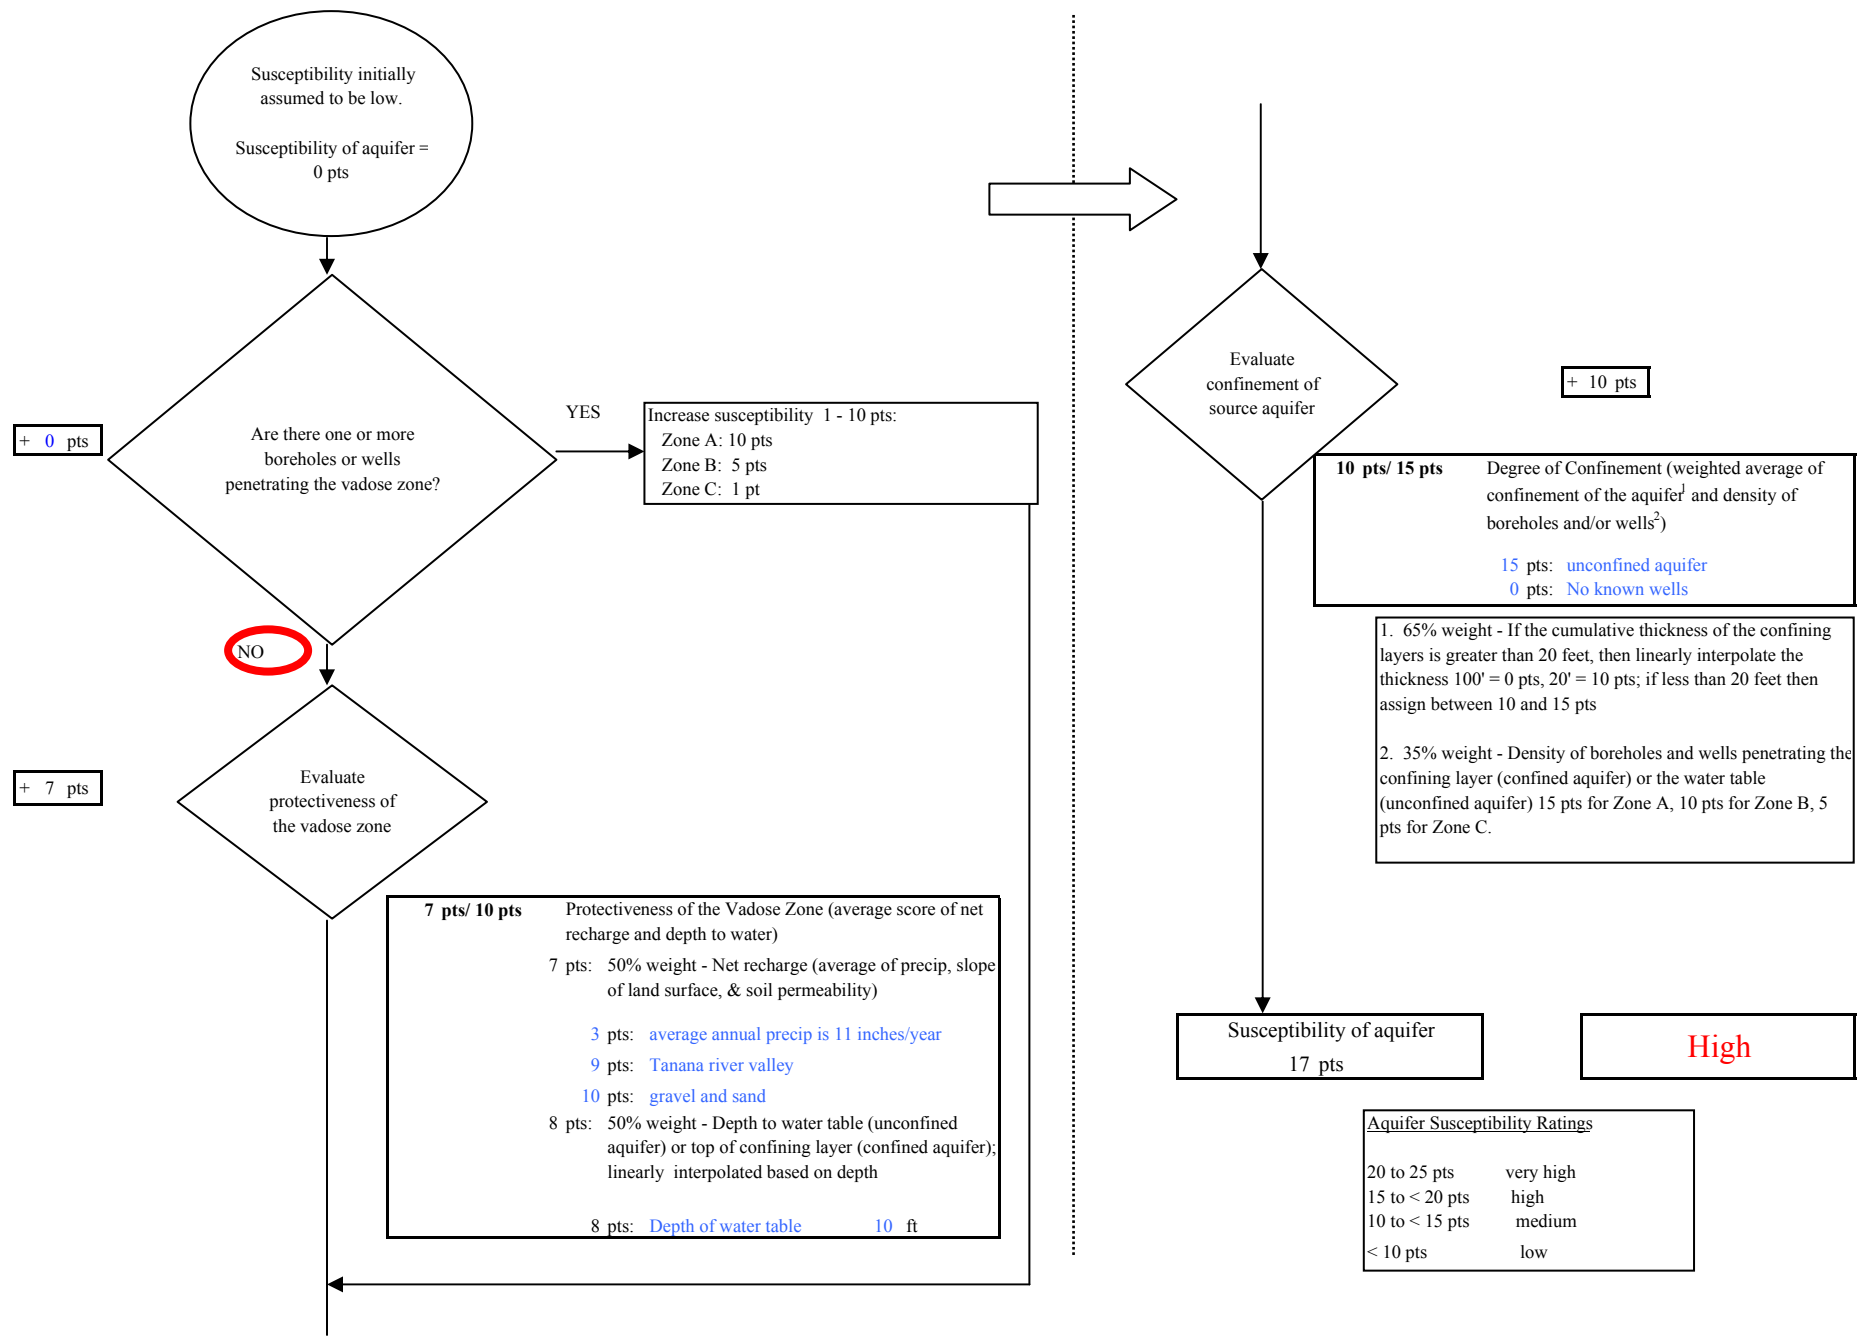 Susceptibility initially
assumed to be low.
Susceptibility of aquifer =
0 pts
+ 0 pts
Are there one or more
boreholes or wells
penetrating the vadose zone?
YES
Increase susceptibility 1 - 10 pts:
Zone A: 10 pts
Zone B: 5 pts
Zone C: 1 pt
NO
+ 7 pts
Evaluate
protectiveness of
the vadose zone
7 pts/ 10 pts Protectiveness of the Vadose Zone (average score of net
recharge and depth to water)
7 pts: 50% weight - Net recharge (average of precip, slope
of land surface, & soil permeability)
3 pts: average annual precip is 11 inches/year
9 pts: Tanana river valley
10 pts: gravel and sand
8 pts: 50% weight - Depth to water table (unconfined
aquifer) or top of confining layer (confined aquifer);
linearly interpolated based on depth
8 pts: Depth of water table 10 ft
Evaluate
confinement of
source aquifer
+ 10 pts
10 pts/ 15 pts Degree of Confinement (weighted average of
confinement of the aquifer1 and density of
boreholes and/or wells2)
15 pts: unconfined aquifer
0 pts: No known wells
1. 65% weight - If the cumulative thickness of the confining
layers is greater than 20 feet, then linearly interpolate the
thickness 100' = 0 pts, 20' = 10 pts; if less than 20 feet then
assign between 10 and 15 pts
2. 35% weight - Density of boreholes and wells penetrating the
confining layer (confined aquifer) or the water table
(unconfined aquifer) 15 pts for Zone A, 10 pts for Zone B, 5
pts for Zone C.
Susceptibility of aquifer
17 pts
High
Aquifer Susceptibility Ratings
20 to 25 pts very high
15 to < 20 pts high
10 to < 15 pts medium
< 10 pts low